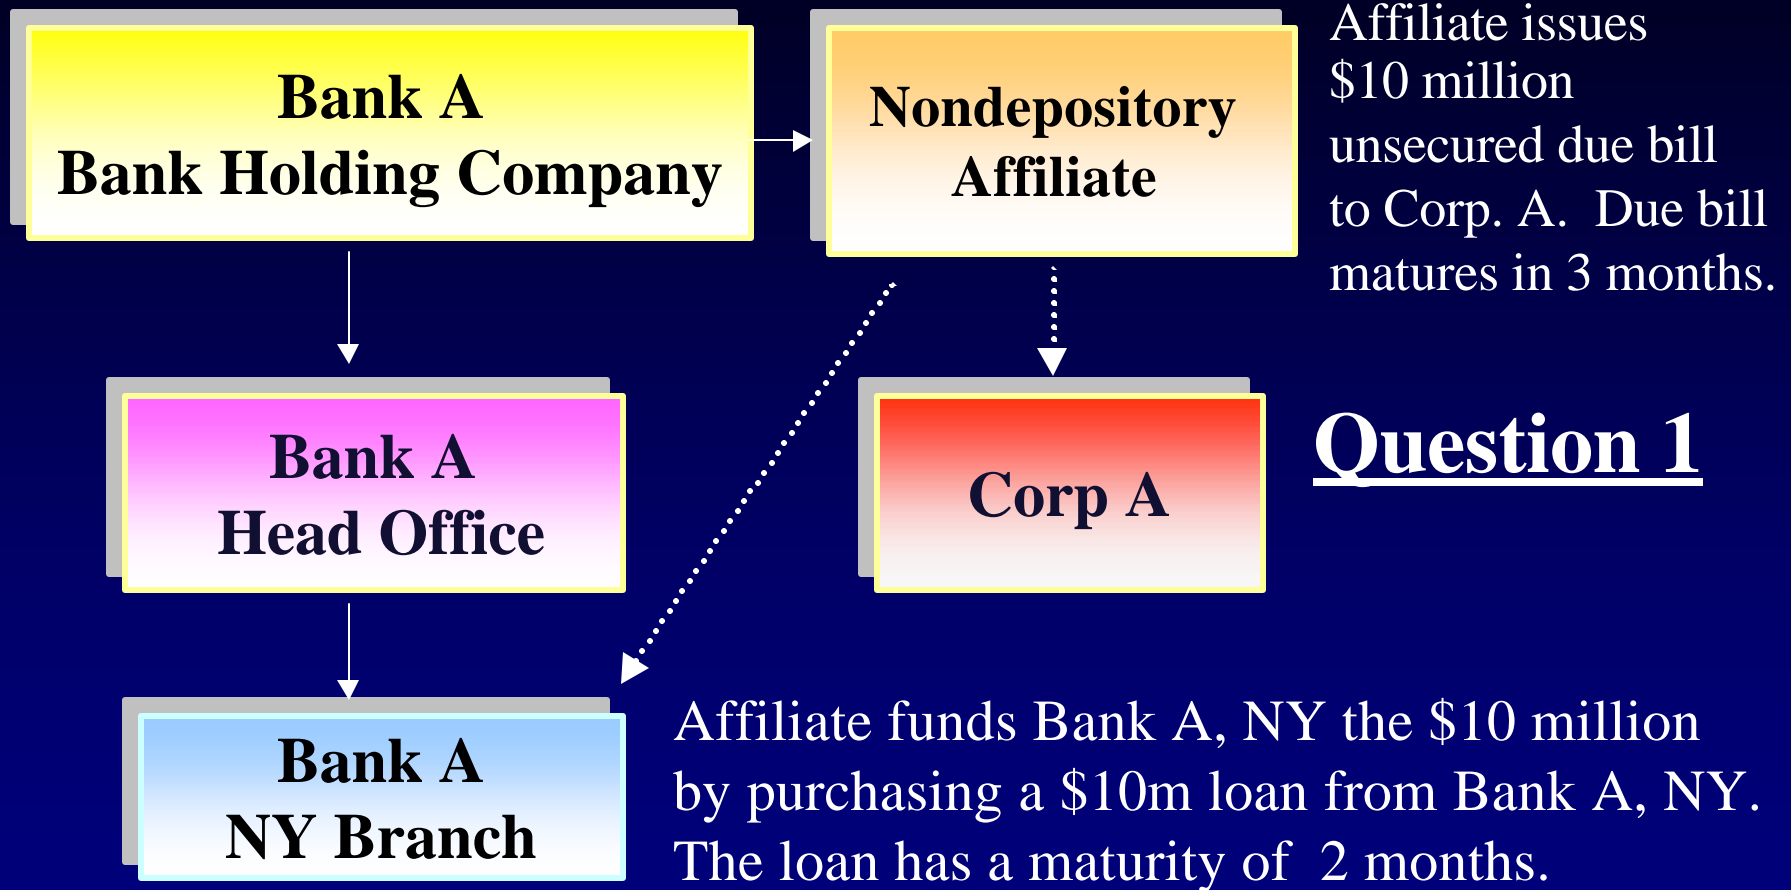 Bank A
Bank Holding Company
Nondepository
Affiliate
Affiliate issues
$10 million
unsecured due bill
to Corp. A.  Due bill
matures in 3 months.
Bank A
Head Office
Corp A
Question 1
Bank A
NY Branch
Affiliate funds Bank A, NY the $10 million
by purchasing a $10m loan from Bank A, NY.
The loan has a maturity of  2 months.